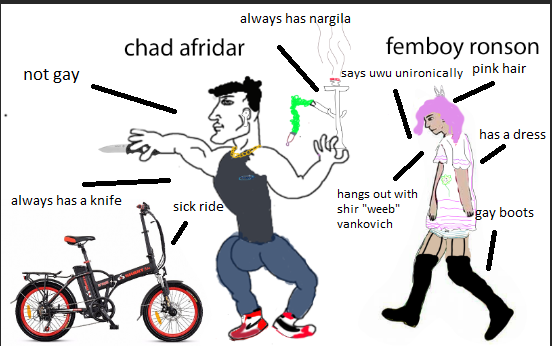 always has nargila
chad afridar
femboy ronson
not gay
says uwu unironically
pink hair
has a dress
always has a knife
sick ride
hangs out with
shir "weeb"
vankovich
gay boots